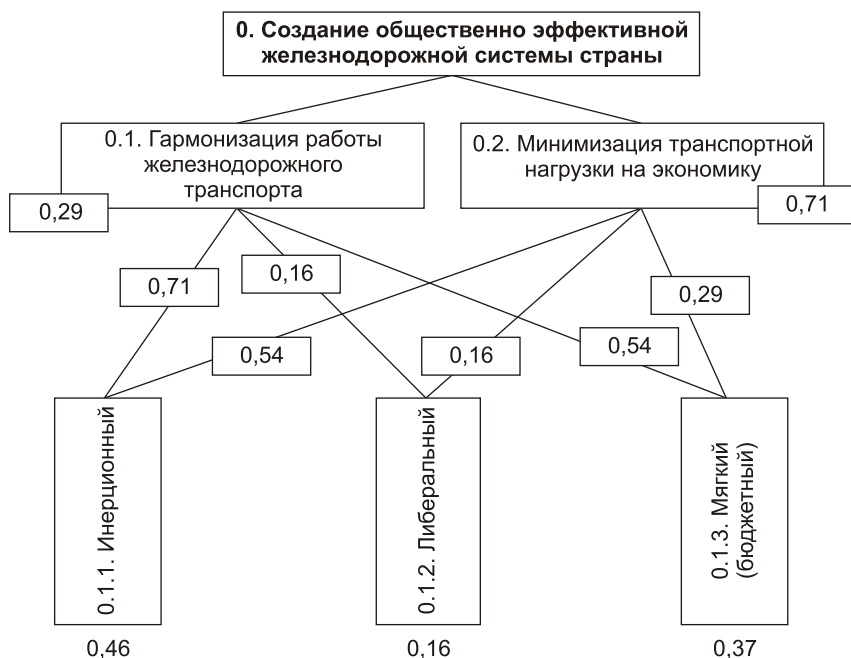 0. Создание общественно эффективной
железнодорожной системы страны
0.1. Гармонизация работы
железнодорожного
транспорта
0,29
0.2. Минимизация транспортной
нагрузки на экономику
0,71
0,71
0,16
0,29
0,54
0,16
0,54
0.1.1. Инерционный
0.1.2. Либеральный
0.1.3. Мягкий
(бюджетный)
0,46
0,16
0,37